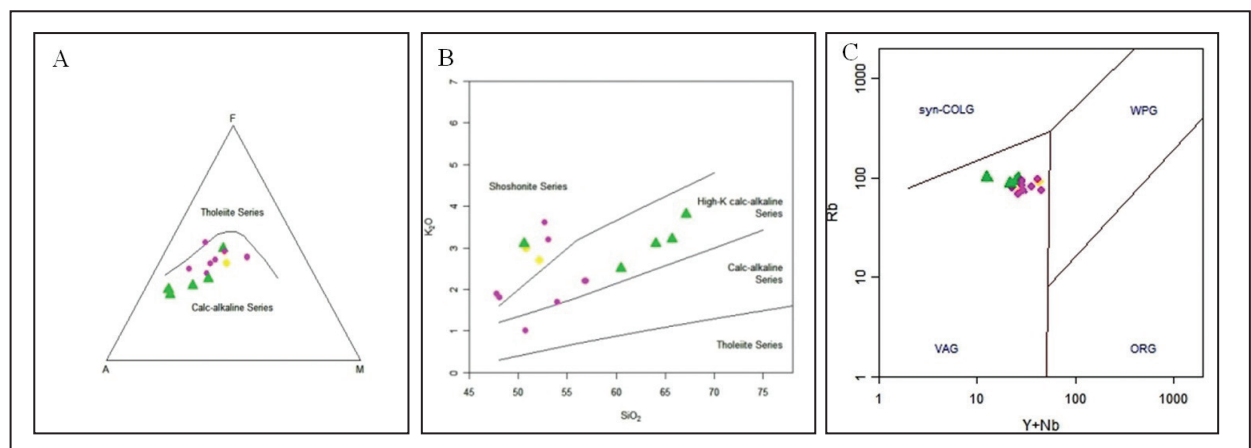 A
F
Tholeiite Series
Calc-alkaline Series
A
M
B
7
6
5
4
3
2
1
0
K₂O
Shoshonite Series
High-K calc-alkaline
Series
Calc-alkaline
Series
Tholeiite Series
45 50 55 60 65 70 75
SiO₂
C
1000
100
10
1
Rb
syn-COLG
WPG
VAG
ORG
1 10 100 1000
Y+Nb